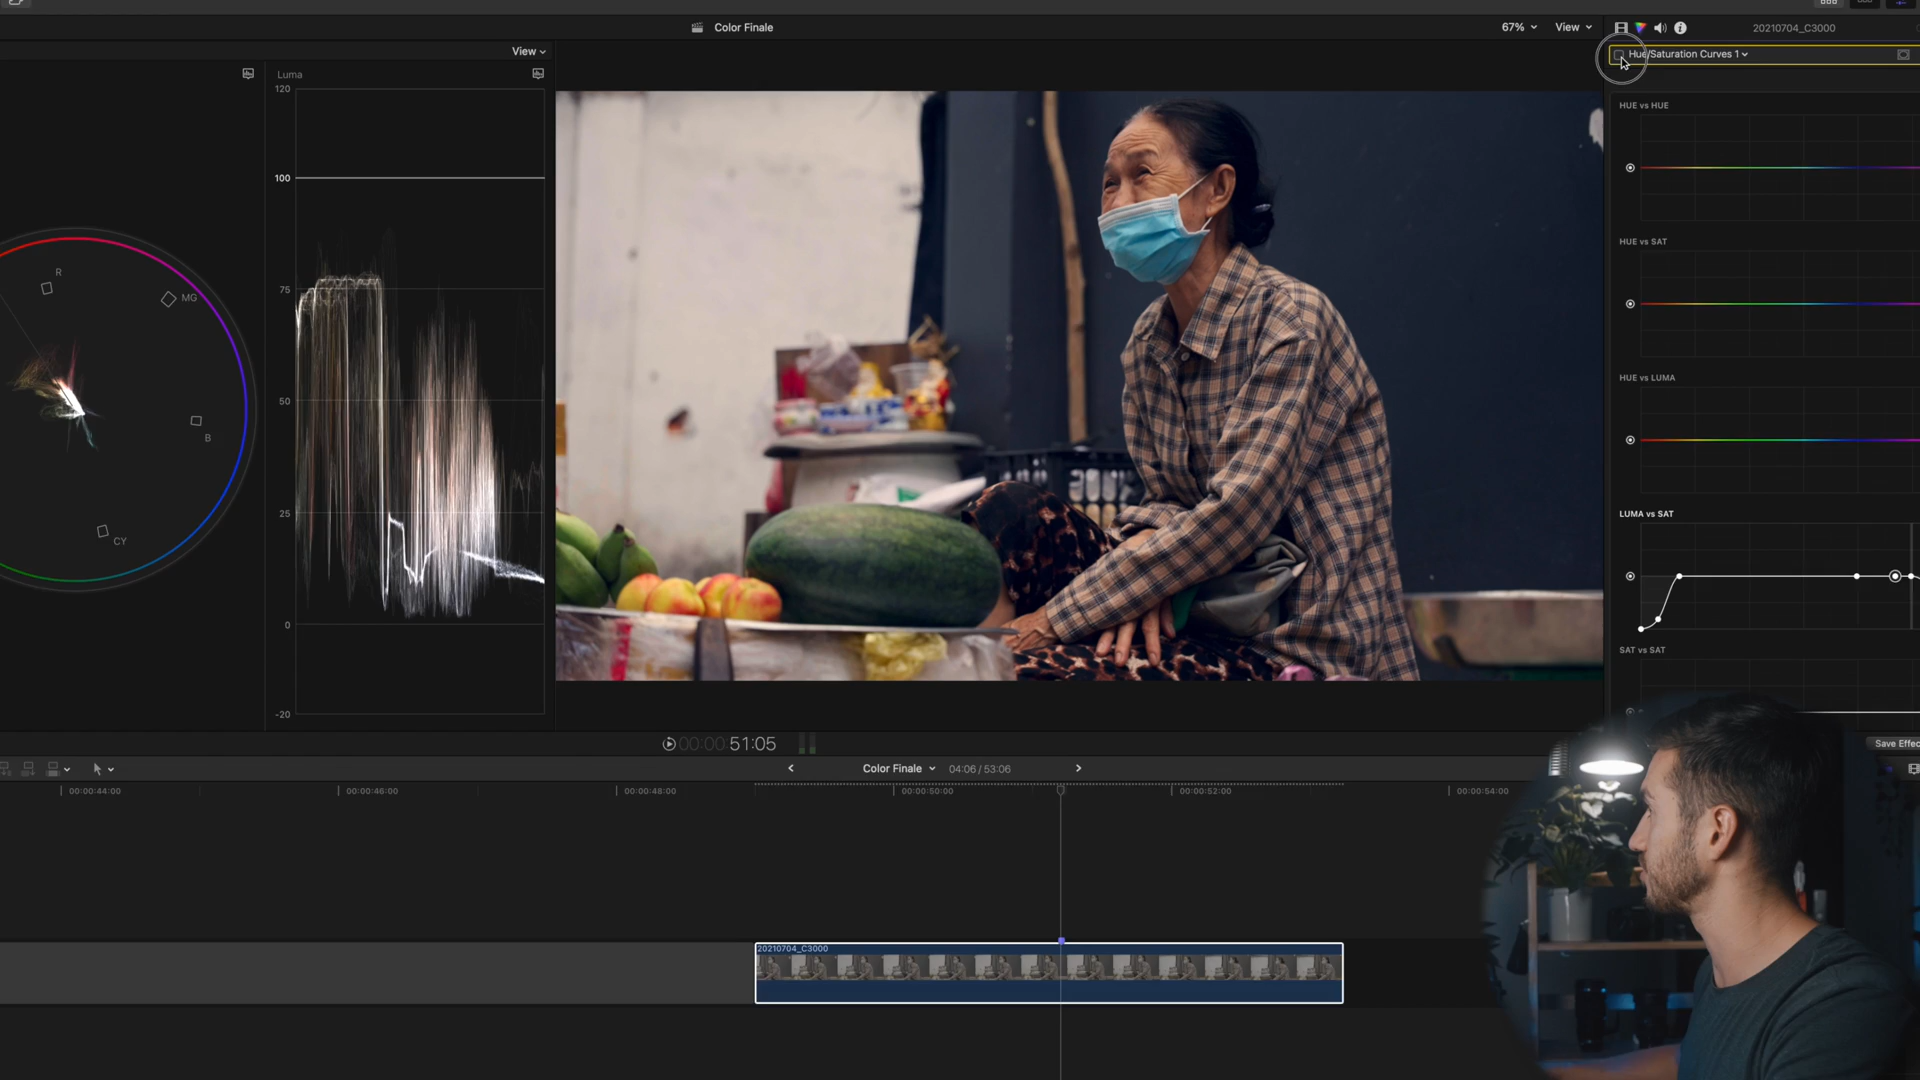 Color Finale
67%
View
20210704_C3000
View
Hue/Saturation Curves 1
Luma
120
100
75
50
25
0
-20
R
MG
B
CY
HUE vs HUE
HUE vs SAT
HUE vs LUMA
LUMA vs SAT
SAT vs SAT
00:00:51:05
Save Effec
Color Finale
04:06 / 53:06
00:00:44:00
00:00:46:00
00:00:48:00
00:00:50:00
00:00:52:00
00:00:54:00
20210704_C3000